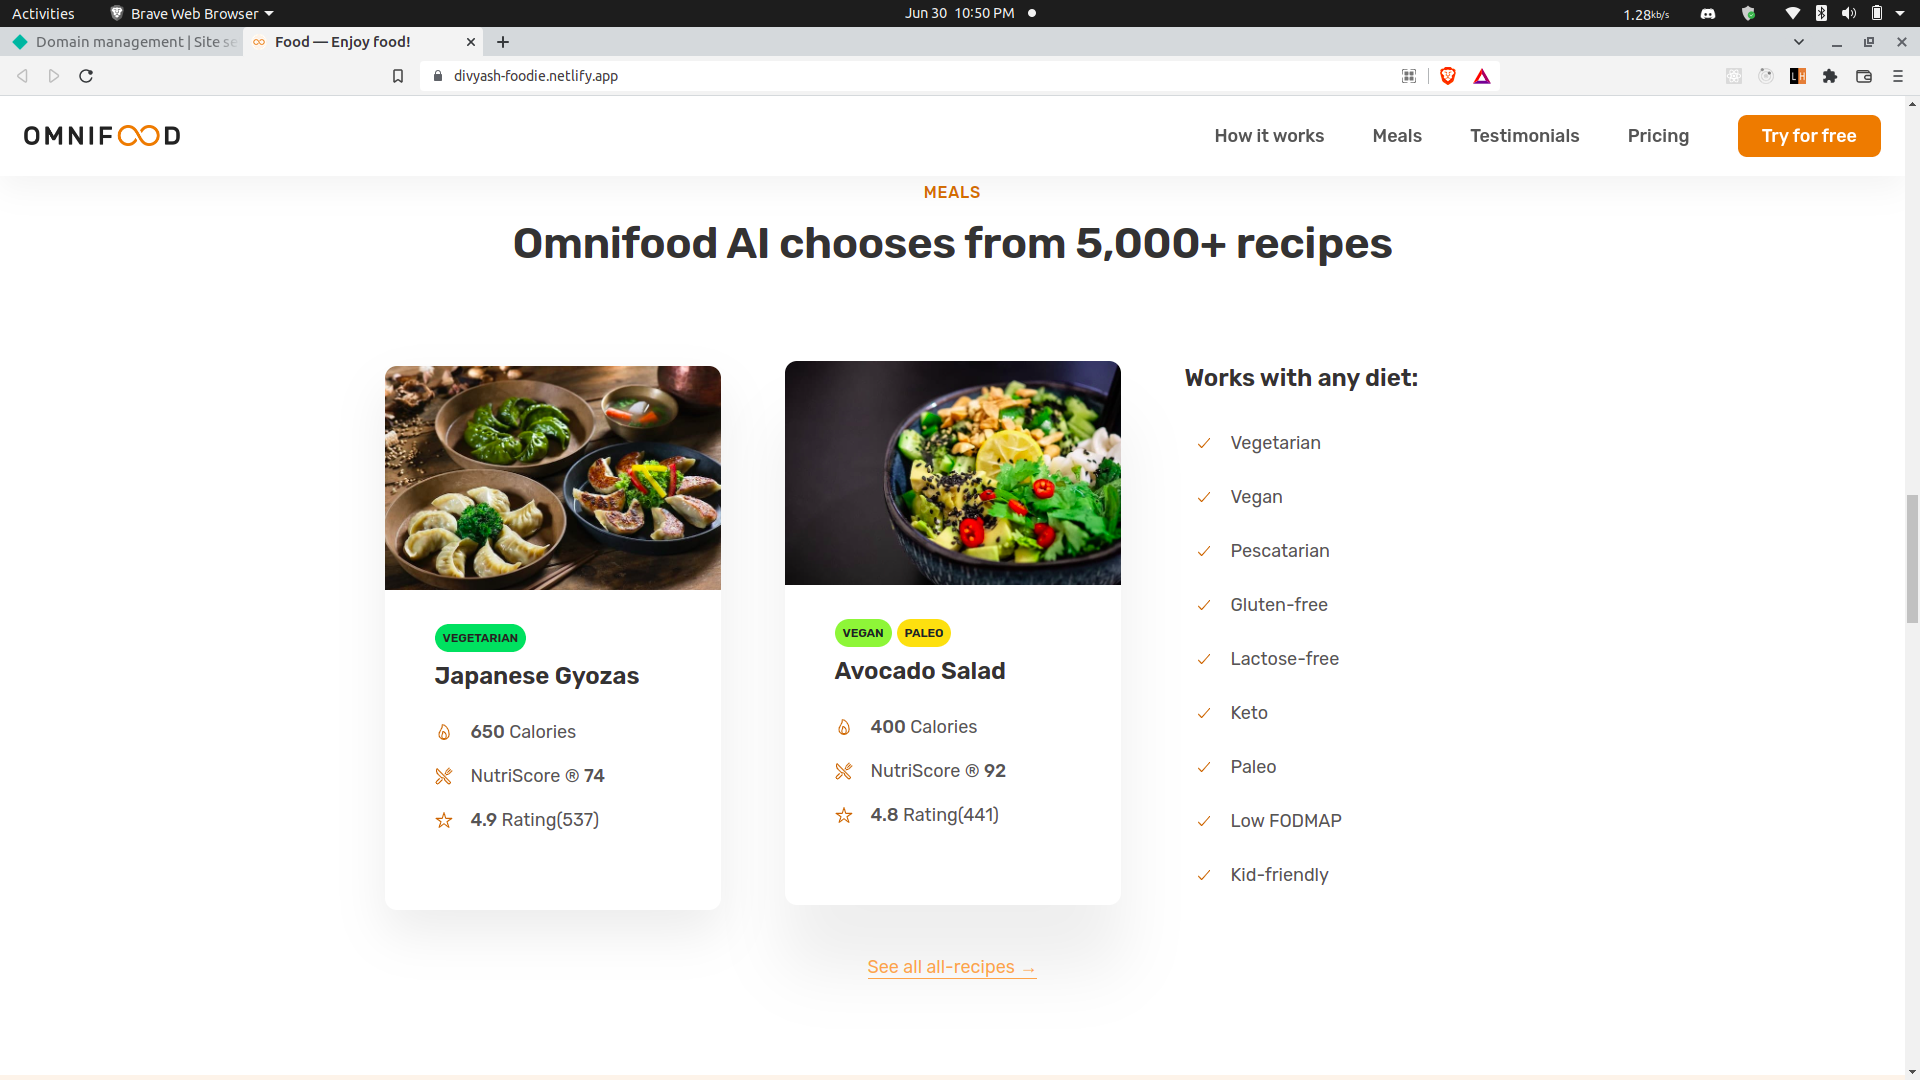 Activities
Brave Web Browser
Jun 30 10:50 PM
1.28kb/s
Domain management | Site se
Food — Enjoy food!
divyash-foodie.netlify.app
OMNIFOOD
How it works
Meals
Testimonials
Pricing
Try for free
MEALS
Omnifood AI chooses from 5,000+ recipes
VEGETARIAN
Japanese Gyozas
650 Calories
NutriScore ® 74
4.9 Rating(537)
VEGAN PALEO
Avocado Salad
400 Calories
NutriScore ® 92
4.8 Rating(441)
Works with any diet:
Vegetarian
Vegan
Pescatarian
Gluten-free
Lactose-free
Keto
Paleo
Low FODMAP
Kid-friendly
See all all-recipes →